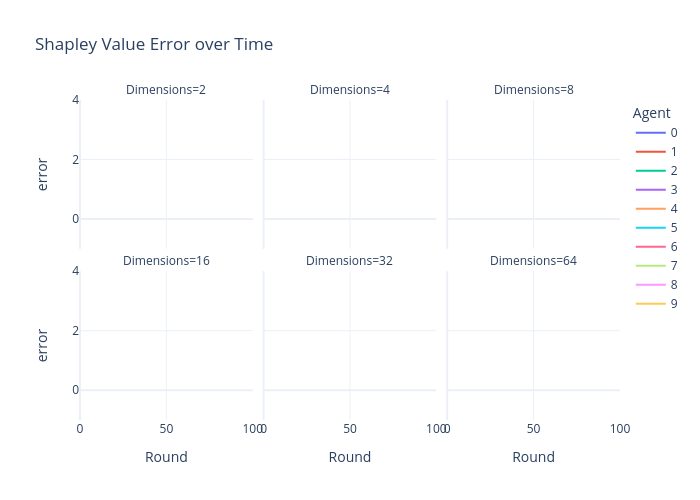 Shapley Value Error over Time
Dimensions=2
Dimensions=4
Dimensions=8
4
2
0
error
Dimensions=16
Dimensions=32
Dimensions=64
4
2
0
error
0 50 100
0 50 100
0 50 100
Round
Round
Round
Agent
0
1
2
3
4
5
6
7
8
9